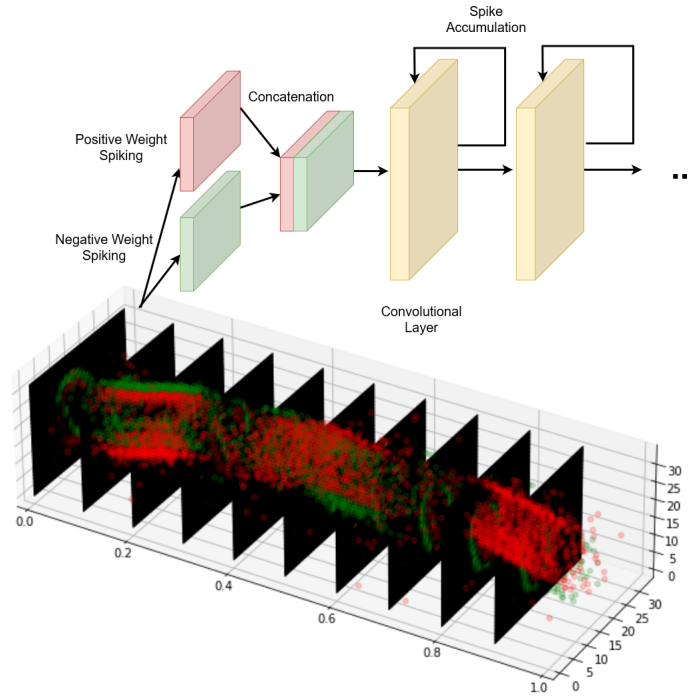 Spike
Accumulation
Concatenation
Positive Weight
Spiking
Negative Weight
Spiking
..
Convolutional
Layer
0.0
0.2
0.4
0.6
0.8
1.0
30
25
20
15
10
5
0
30
25
20
15
10
5
0